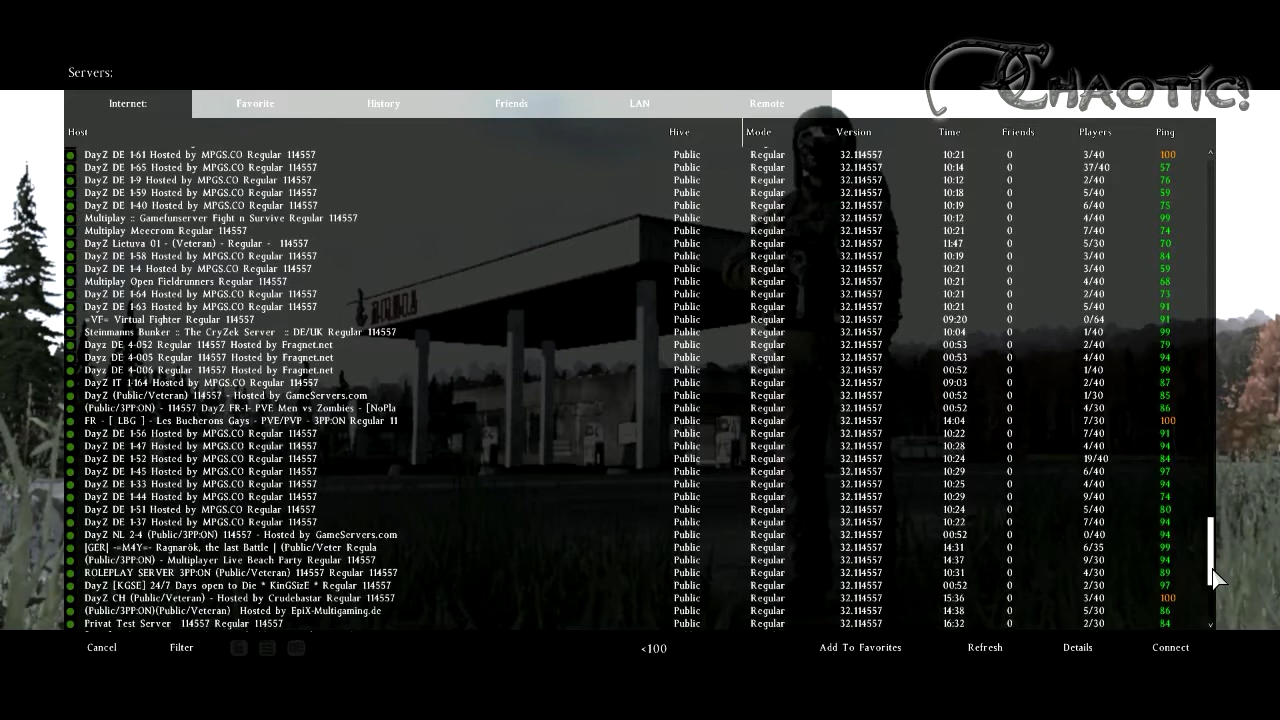 Servers:
Chaotic!
Internet: Favorite History Friends LAN Remote
Host Hive Mode Version Time Friends Players Ping
DayZ DE 1-61 Hosted by MPGS.CO Regular 114557 Public Regular 32.114557 10:21 0 3/40 100
DayZ DE 1-65 Hosted by MPGS.CO Regular 114557 Public Regular 32.114557 10:14 0 37/40 57
DayZ DE 1-9 Hosted by MPGS.CO Regular 114557 Public Regular 32.114557 10:12 0 2/40 76
DayZ DE 1-59 Hosted by MPGS.CO Regular 114557 Public Regular 32.114557 10:18 0 5/40 59
DayZ DE 1-40 Hosted by MPGS.CO Regular 114557 Public Regular 32.114557 10:19 0 6/40 75
Multiplay :: Gamefunserver Fight n Survive Regular 114557 Public Regular 32.114557 10:12 0 4/40 99
Multiplay Meecrom Regular 114557 Public Regular 32.114557 10:21 0 7/40 74
DayZ Lietuva 01 - (Veteran) - Regular - 114557 Public Regular 32.114557 11:47 0 5/30 70
DayZ DE 1-58 Hosted by MPGS.CO Regular 114557 Public Regular 32.114557 10:19 0 3/40 84
DayZ DE 1-4 Hosted by MPGS.CO Regular 114557 Public Regular 32.114557 10:21 0 3/40 59
Multiplay Open Fieldrunners Regular 114557 Public Regular 32.114557 10:21 0 4/40 68
DayZ DE 1-64 Hosted by MPGS.CO Regular 114557 Public Regular 32.114557 10:21 0 2/40 73
DayZ DE 1-63 Hosted by MPGS.CO Regular 114557 Public Regular 32.114557 10:21 0 5/40 91
=VF= Virtual Fighter Regular 114557 Public Regular 32.114557 09:20 0 0/64 91
Steinmanns Bunker :: The CryZek Server :: DE/UK Regular 114557 Public Regular 32.114557 10:04 0 1/40 99
Dayz DE 4-052 Regular 114557 Hosted by Fragnet.net Public Regular 32.114557 00:53 0 2/40 79
Dayz DE 4-005 Regular 114557 Hosted by Fragnet.net Public Regular 32.114557 00:53 0 4/40 94
Dayz DE 4-006 Regular 114557 Hosted by Fragnet.net Public Regular 32.114557 00:52 0 1/40 99
DayZ IT 1-164 Hosted by MPGS.CO Regular 114557 Public Regular 32.114557 09:03 0 2/40 87
DayZ (Public/Veteran) 114557 - Hosted by GameServers.com Public Regular 32.114557 00:52 0 1/30 85
(Public/3PP:ON) - 114557 DayZ FR-1- PVE Men vs Zombies - [NoPla Public Regular 32.114557 00:52 0 4/30 86
FR - [ LBG ] - Les Bucherons Gays - PVE/PVP - 3PP:ON Regular 11 Public Regular 32.114557 14:04 0 7/30 100
DayZ DE 1-56 Hosted by MPGS.CO Regular 114557 Public Regular 32.114557 10:22 0 7/40 91
DayZ DE 1-47 Hosted by MPGS.CO Regular 114557 Public Regular 32.114557 10:28 0 4/40 94
DayZ DE 1-52 Hosted by MPGS.CO Regular 114557 Public Regular 32.114557 10:24 0 19/40 84
DayZ DE 1-45 Hosted by MPGS.CO Regular 114557 Public Regular 32.114557 10:29 0 6/40 97
DayZ DE 1-33 Hosted by MPGS.CO Regular 114557 Public Regular 32.114557 10:25 0 4/40 94
DayZ DE 1-44 Hosted by MPGS.CO Regular 114557 Public Regular 32.114557 10:29 0 9/40 74
DayZ DE 1-51 Hosted by MPGS.CO Regular 114557 Public Regular 32.114557 10:24 0 5/40 80
DayZ DE 1-37 Hosted by MPGS.CO Regular 114557 Public Regular 32.114557 10:22 0 7/40 94
DayZ NL 2-4 (Public/3PP:ON) 114557 - Hosted by GameServers.com Public Regular 32.114557 00:52 0 0/40 94
[GER] -=M4Y=- Ragnarök, the last Battle | (Public/Veter Regula Public Regular 32.114557 14:31 0 6/35 99
(Public/3PP:ON) - Multiplayer Live Beach Party Regular 114557 Public Regular 32.114557 14:37 0 9/30 94
ROLEPLAY SERVER 3PP:ON (Public/Veteran) 114557 Regular 114557 Public Regular 32.114557 10:31 0 4/30 89
DayZ [KGSE] 24/7 Days open to Die * KinGSizE * Regular 114557 Public Regular 32.114557 00:52 0 2/30 97
DayZ CH (Public/Veteran) - Hosted by Crudebastar Regular 114557 Public Regular 32.114557 15:36 0 3/40 100
(Public/3PP:ON)(Public/Veteran) Hosted by EpiX-Multigaming.de Public Regular 32.114557 14:38 0 5/30 86
Privat Test Server 114557 Regular 114557 Public Regular 32.114557 16:32 0 2/30 84
Cancel Filter <100 Add To Favorites Refresh Details Connect